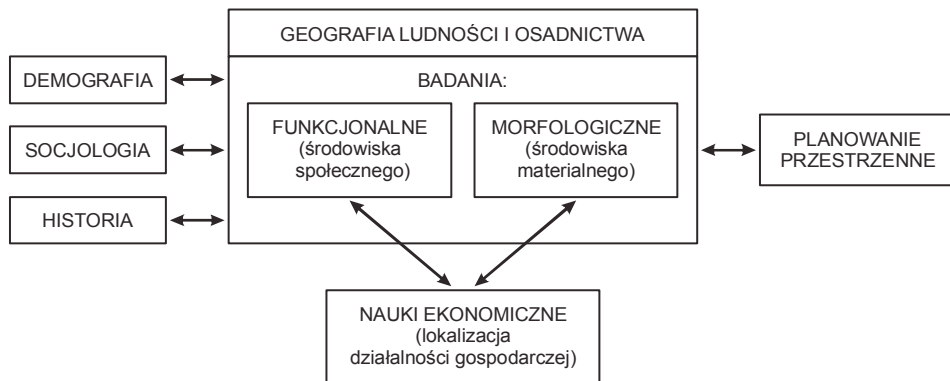 GEOGRAFIA LUDNOŚCI I OSADNICTWA
BADANIA:
DEMOGRAFIA
SOCJOLOGIA
HISTORIA
FUNKCJONALNE
(środowiska
społecznego)
MORFOLOGICZNE
(środowiska
materialnego)
PLANOWANIE
PRZESTRZENNE
NAUKI EKONOMICZNE
(lokalizacja
działalności gospodarczej)